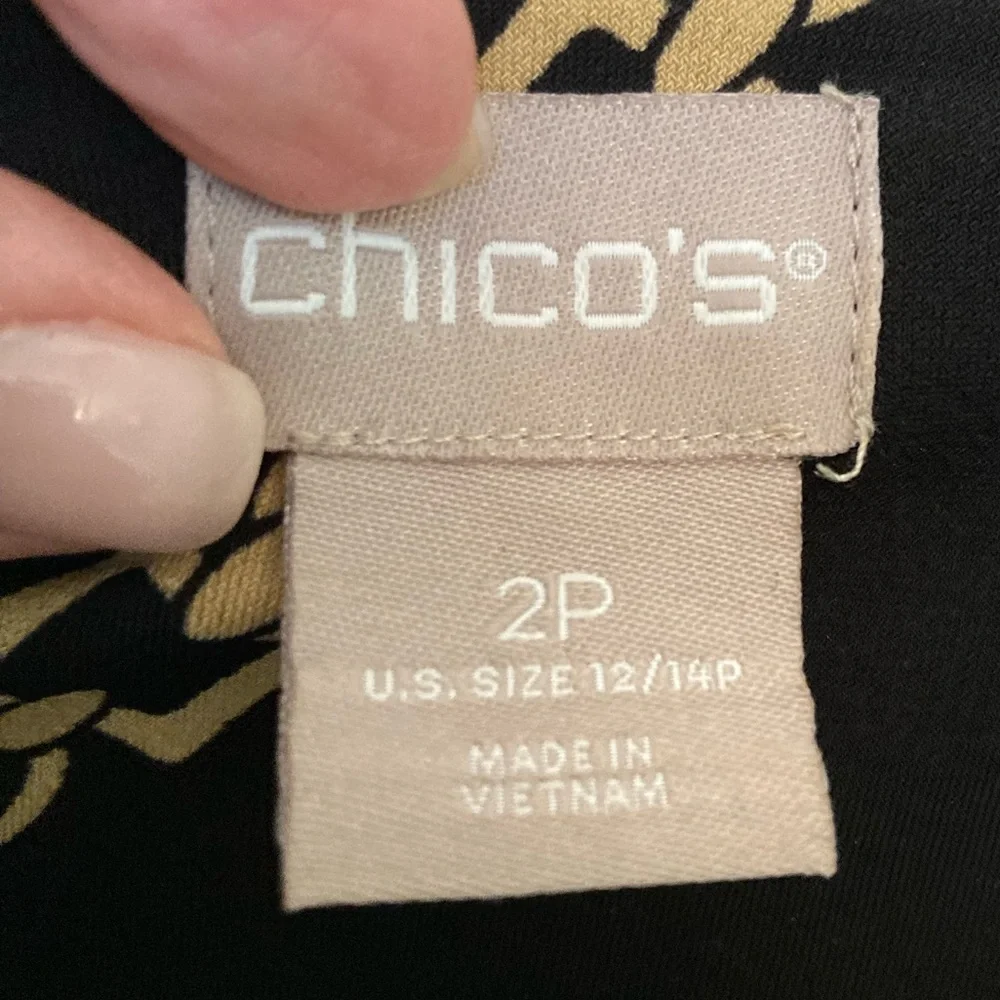 chico's®
2P
U.S. SIZE 12/14P
MADE IN
VIETNAM